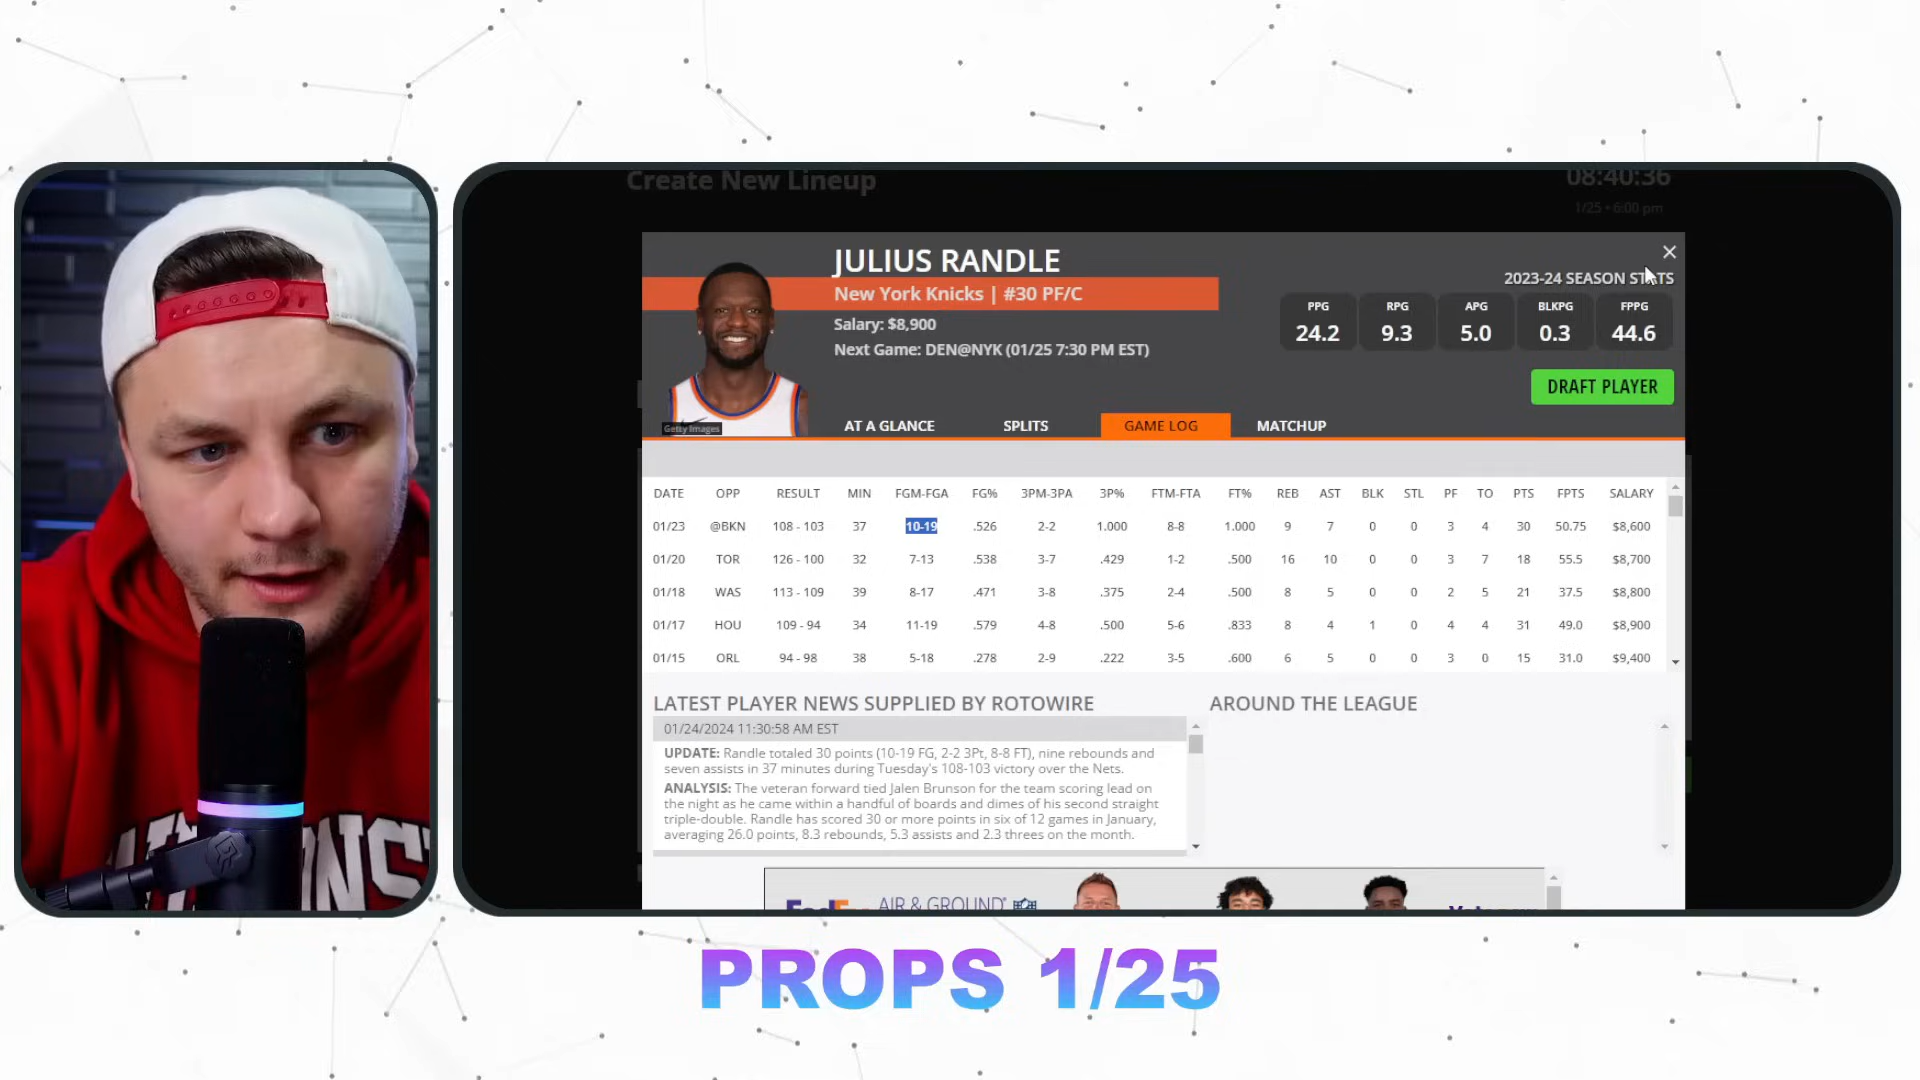 Create New Lineup
08:40:36
1/25 • 6:00 pm
JULIUS RANDLE
New York Knicks | #30 PF/C
Salary: $8,900
Next Game: DEN@NYK (01/25 7:30 PM EST)
Getty Images
×
2023-24 SEASON STATS
PPG RPG APG BLKPG FPPG
24.2 9.3 5.0 0.3 44.6
DRAFT PLAYER
AT A GLANCE SPLITS GAME LOG MATCHUP
DATE OPP RESULT MIN FGM-FGA FG% 3PM-3PA 3P% FTM-FTA FT% REB AST BLK STL PF TO PTS FPTS SALARY
01/23 @BKN 108 - 103 37 10-19 .526 2-2 1.000 8-8 1.000 9 7 0 0 3 4 30 50.75 $8,600
01/20 TOR 126 - 100 32 7-13 .538 3-7 .429 1-2 .500 16 10 0 0 3 7 18 55.5 $8,700
01/18 WAS 113 - 109 39 8-17 .471 3-8 .375 2-4 .500 8 5 0 0 2 5 21 37.5 $8,800
01/17 HOU 109 - 94 34 11-19 .579 4-8 .500 5-6 .833 8 4 1 0 4 4 31 49.0 $8,900
01/15 ORL 94 - 98 38 5-18 .278 2-9 .222 3-5 .600 6 5 0 0 3 0 15 31.0 $9,400
LATEST PLAYER NEWS SUPPLIED BY ROTOWIRE
01/24/2024 11:30:58 AM EST
UPDATE: Randle totaled 30 points (10-19 FG, 2-2 3Pt, 8-8 FT), nine rebounds and
seven assists in 37 minutes during Tuesday's 108-103 victory over the Nets.
ANALYSIS: The veteran forward tied Jalen Brunson for the team scoring lead on
the night as he came within a handful of boards and dimes of his second straight
triple-double. Randle has scored 30 or more points in six of 12 games in January,
averaging 26.0 points, 8.3 rebounds, 5.3 assists and 2.3 threes on the month.
AROUND THE LEAGUE
FedEx AIR & GROUND®
PROPS 1/25